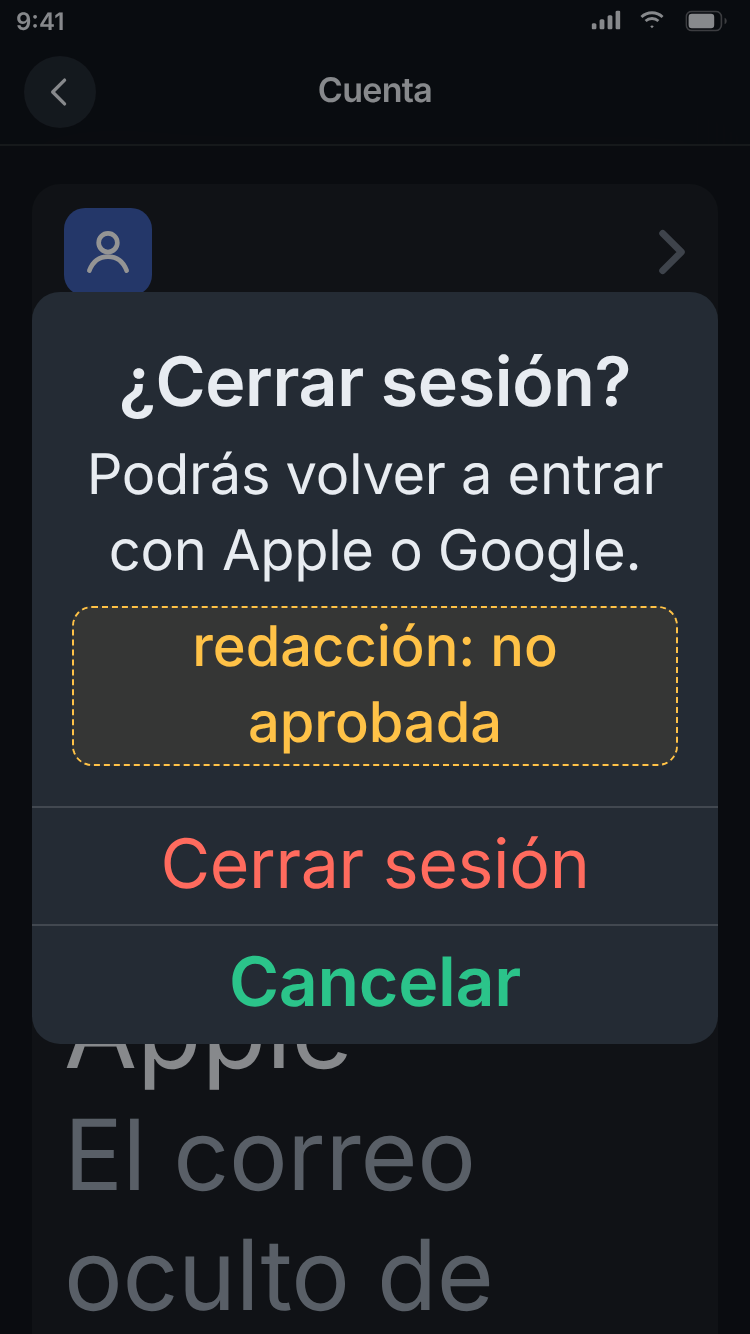 9:41
Cuenta
¿Cerrar sesión?
Podrás volver a entrar
con Apple o Google.
redacción: no
aprobada
Cerrar sesión
Cancelar
Apple
El correo
oculto de